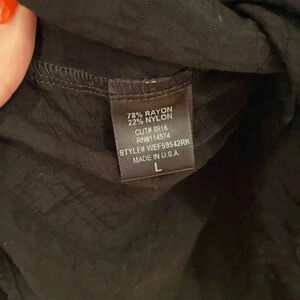 78% RAYON
22% NYLON
CUT# 8918
RN#114574
STYLE# WEF59542RK
MADE IN U.S.A.
L